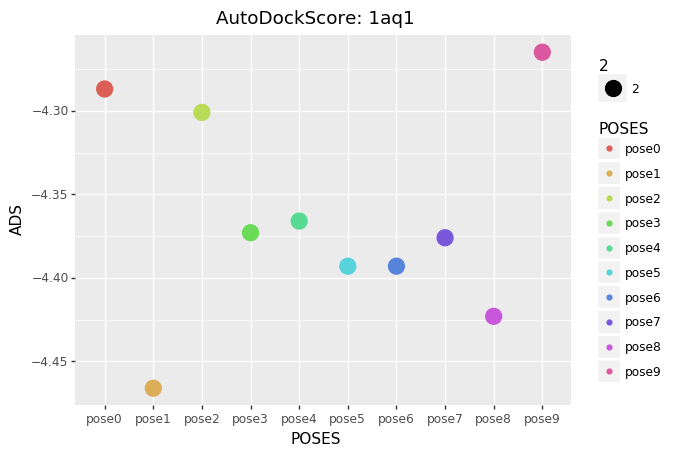 AutoDockScore: 1aq1
ADS
−4.30
−4.35
−4.40
−4.45
pose0 pose1 pose2 pose3 pose4 pose5 pose6 pose7 pose8 pose9
POSES
2
2
POSES
pose0
pose1
pose2
pose3
pose4
pose5
pose6
pose7
pose8
pose9